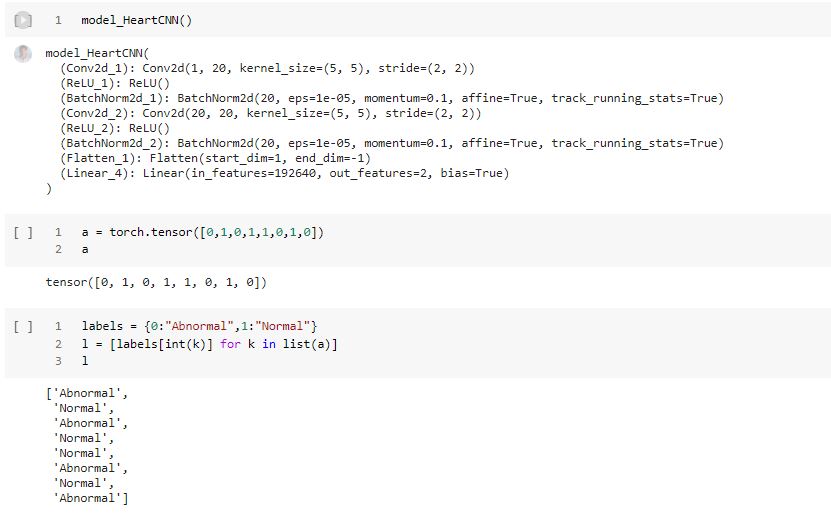 1 model_HeartCNN()
model_HeartCNN(
(Conv2d_1): Conv2d(1, 20, kernel_size=(5, 5), stride=(2, 2))
(ReLU_1): ReLU()
(BatchNorm2d_1): BatchNorm2d(20, eps=1e-05, momentum=0.1, affine=True, track_running_stats=True)
(Conv2d_2): Conv2d(20, 20, kernel_size=(5, 5), stride=(2, 2))
(ReLU_2): ReLU()
(BatchNorm2d_2): BatchNorm2d(20, eps=1e-05, momentum=0.1, affine=True, track_running_stats=True)
(Flatten_1): Flatten(start_dim=1, end_dim=-1)
(Linear_4): Linear(in_features=192640, out_features=2, bias=True)
)
[ ] 1 a = torch.tensor([0,1,0,1,1,0,1,0])
2 a
tensor([0, 1, 0, 1, 1, 0, 1, 0])
[ ] 1 labels = {0:"Abnormal",1:"Normal"}
2 l = [labels[int(k)] for k in list(a)]
3 l
['Abnormal',
'Normal',
'Abnormal',
'Normal',
'Normal',
'Abnormal',
'Normal',
'Abnormal']